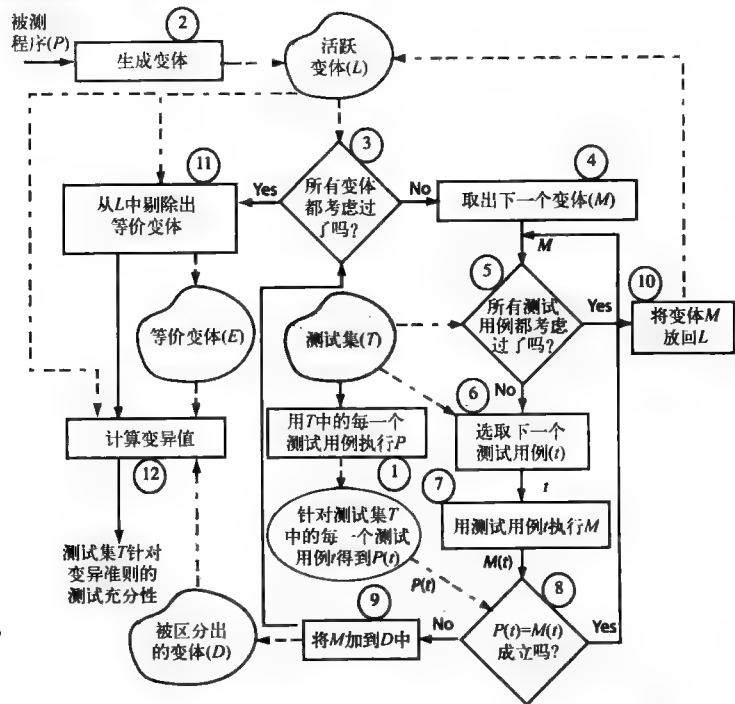 被测
程序(P)
2
生成变体
活跃
变体(L)
3
所有变体
都考虑过
了吗?
Yes
No
11
从L中剔除出
等价变体
4
取出下一个变体(M)
M
5
所有测试
用例都考虑
过了吗?
Yes
No
10
将变体M
放回L
等价变体(E)
测试集(T)
6
选取下一个
测试用例(t)
t
用T中的每一个
测试用例执行P
1
计算变异值
12
7
用测试用例t执行M
M(t)
针对测试集T
中的每一个测试
用例t得到P(t)
P(t)
测试集T针对
变异准则的
测试充分性
8
P(t)=M(t)
成立吗?
Yes
No
9
将M加到D中
被区分出
的变体(D)